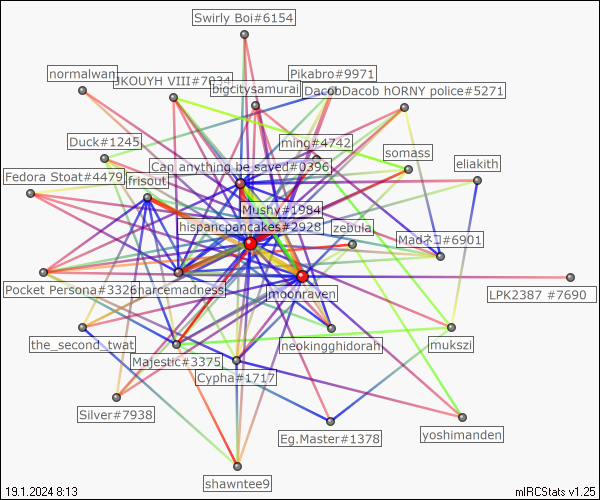 Swirly Boi#6154
normalwan
JKOUYH VIII#7034
Pikabro#9971
bigcitysamurai
DacobDacob hORNY police#5271
Duck#1245
ming#4742
somass
eliakith
Can anything be saved#0396
Fedora Stoat#4479
frisout
Mushy#1984
hispancpancakes#2928
zebula
Madネコ#6901
Pocket Persona#3326
harcemadness
moonraven
LPK2387 #7690
the_second_twat
Majestic#3375
neokingghidorah
mukszi
Cypha#1717
Silver#7938
Eg.Master#1378
yoshimanden
shawntee9
19.1.2024 8:13
mIRCStats v1.25